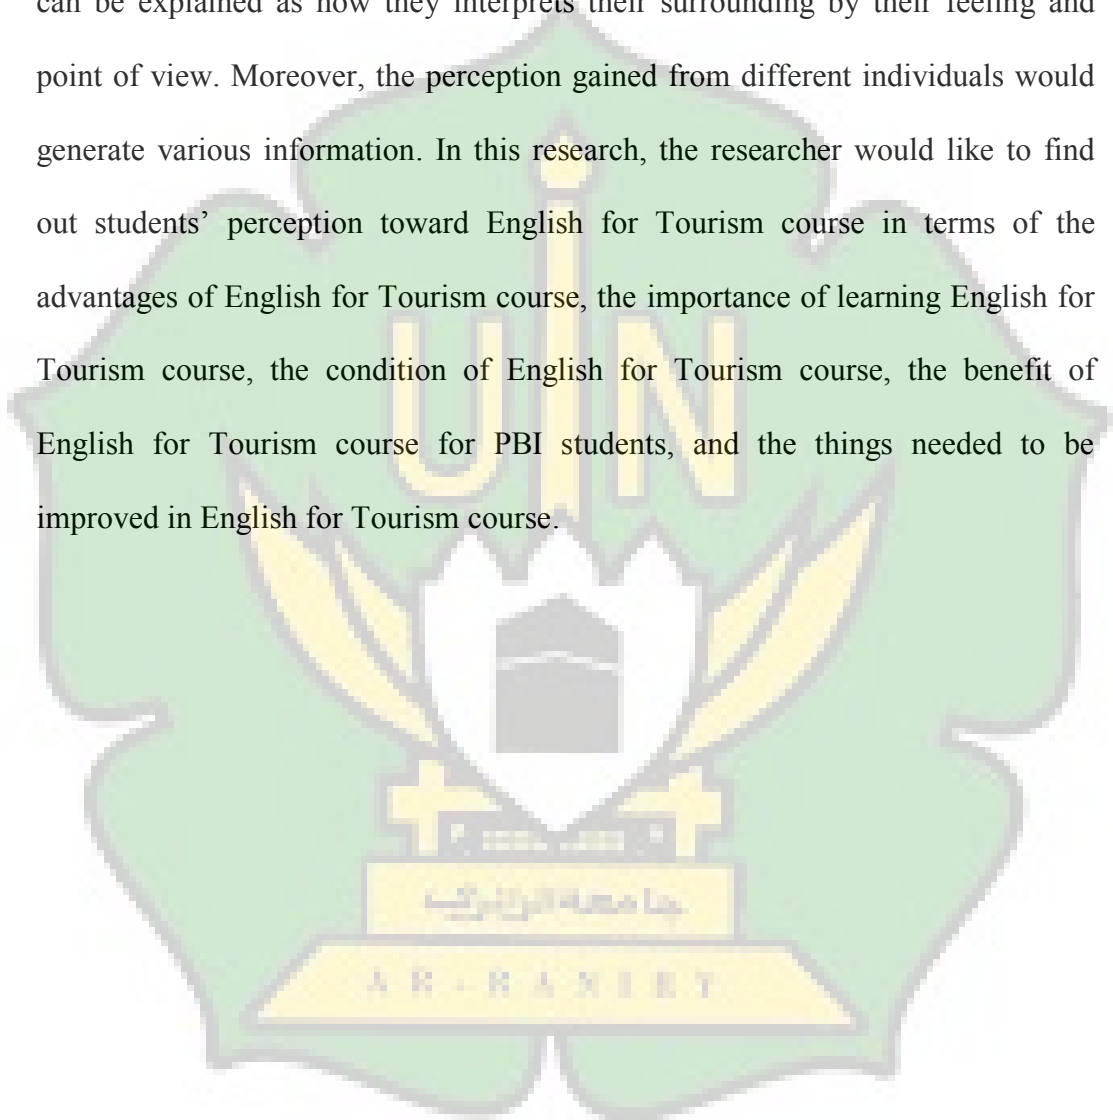 can be explained as how they interprets their surrounding by their feeling and
point of view. Moreover, the perception gained from different individuals would
generate various information. In this research, the researcher would like to find
out students’ perception toward English for Tourism course in terms of the
advantages of English for Tourism course, the importance of learning English for
Tourism course, the condition of English for Tourism course, the benefit of
English for Tourism course for PBI students, and the things needed to be
improved in English for Tourism course.
UIN
جامعة الرانيري
AR-RANIRY